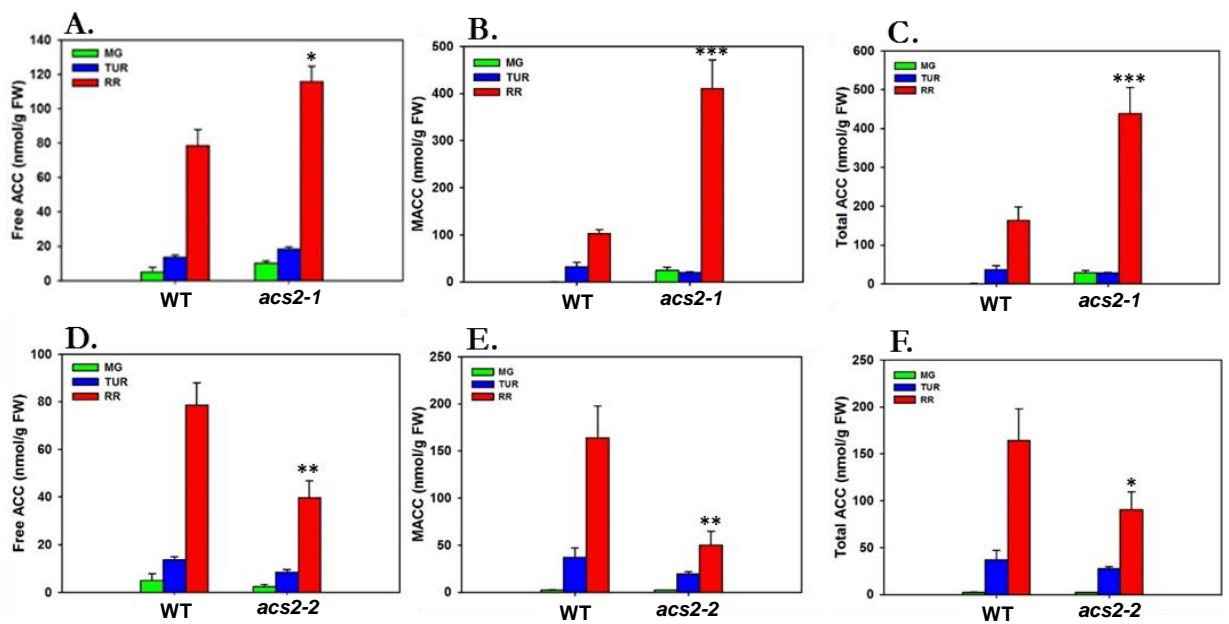 A.
140
120
100
80
60
40
20
0
Free ACC (nmol/g FW)
MG
TUR
RR
*
WT
acs2-1
B.
500
400
300
200
100
0
MACC (nmol/g FW)
MG
TUR
RR
***
WT
acs2-1
C.
600
500
400
300
200
100
0
Total ACC (nmol/g FW)
MG
TUR
RR
***
WT
acs2-1
D.
100
80
60
40
20
0
Free ACC (nmol/g FW)
MG
TUR
RR
**
WT
acs2-2
E.
250
200
150
100
50
0
MACC (nmol/g FW)
MG
TUR
RR
**
WT
acs2-2
F.
250
200
150
100
50
0
Total ACC (nmol/g FW)
MG
TUR
RR
*
WT
acs2-2